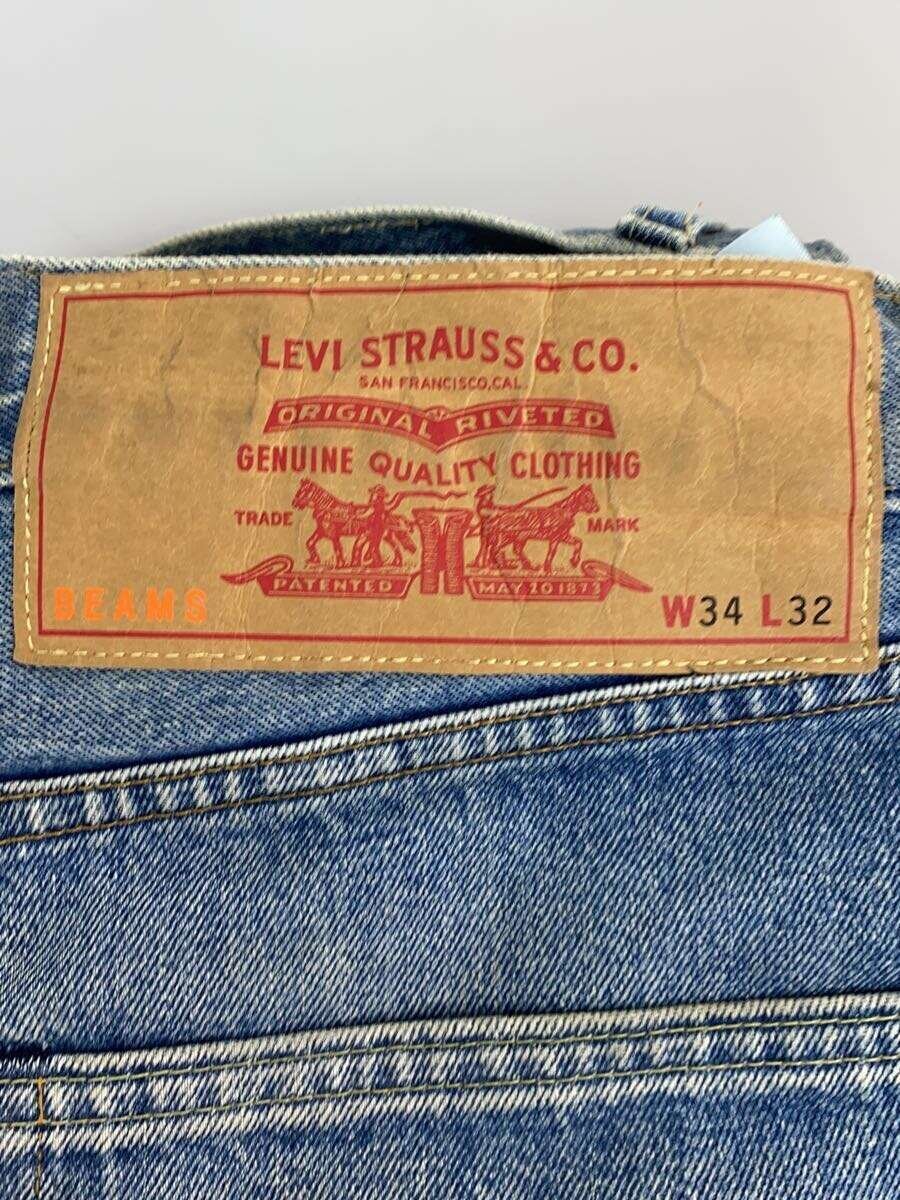 LEVI STRAUSS & CO.
SAN FRANCISCO, CAL.
ORIGINAL RIVETED
GENUINE QUALITY CLOTHING
TRADE MARK
PATENTED MAY 20 1873
BEAMS W34 L32